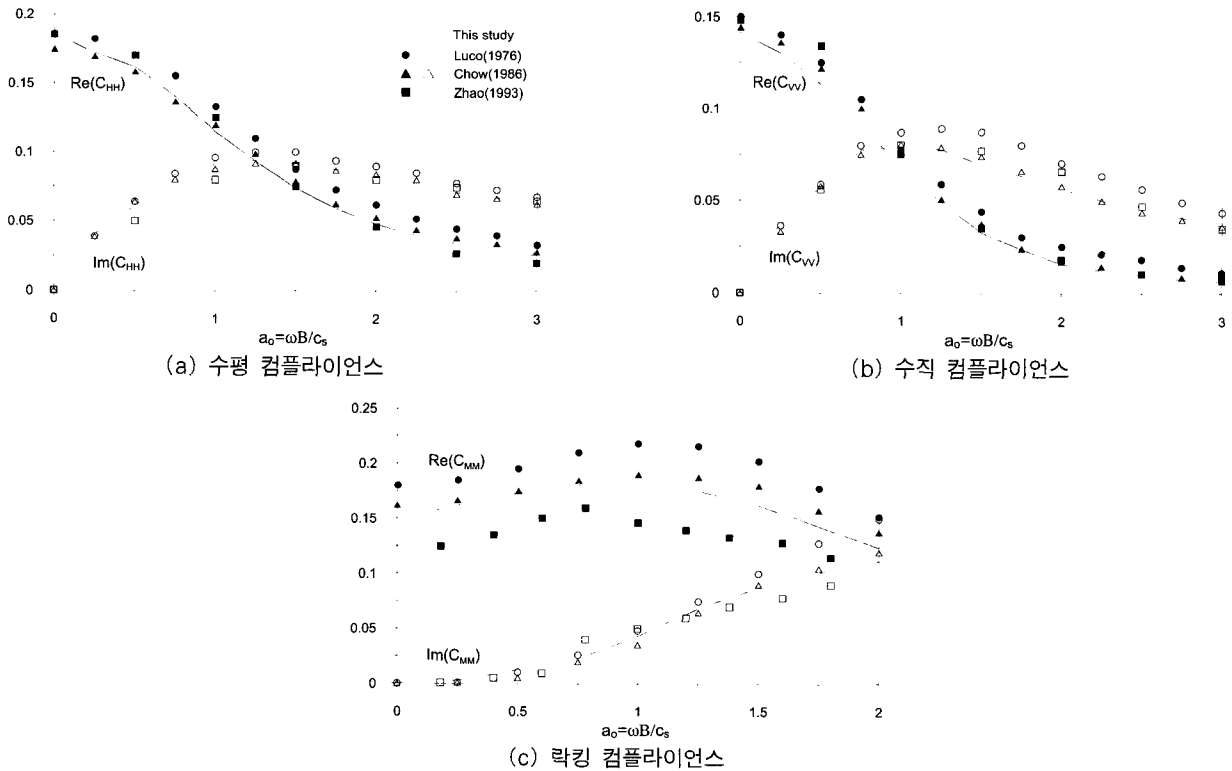 0.2
0.15
0.1
0.05
0
Re(C_HH)
Im(C_HH)
This study
Luco(1976)
Chow(1986)
Zhao(1993)
0 1 2 3
a₀=ωB/c_s
(a) 수평 컴플라이언스
0.15
0.1
0.05
0
Re(C_VV)
Im(C_VV)
0 1 2 3
a₀=ωB/c_s
(b) 수직 컴플라이언스
0.25
0.2
0.15
0.1
0.05
0
Re(C_MM)
Im(C_MM)
0 0.5 1 1.5 2
a₀=ωB/c_s
(c) 락킹 컴플라이언스